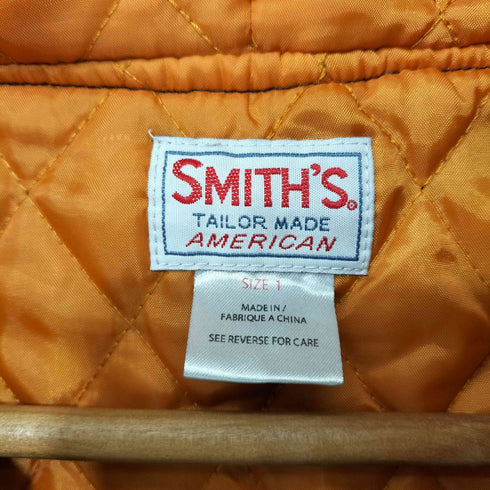 SMITH'S®
TAILOR MADE
AMERICAN
SIZE 1
MADE IN /
FABRIQUE A CHINA
SEE REVERSE FOR CARE